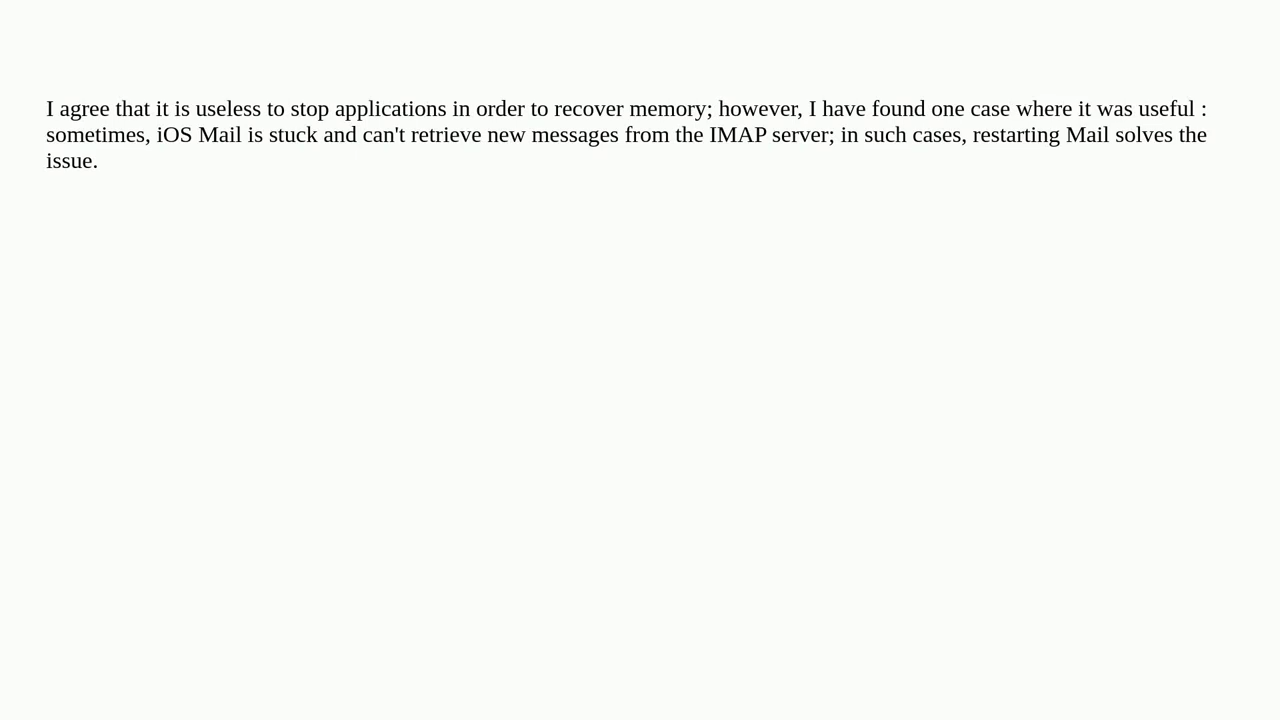 I agree that it is useless to stop applications in order to recover memory; however, I have found one case where it was useful :
sometimes, iOS Mail is stuck and can't retrieve new messages from the IMAP server; in such cases, restarting Mail solves the
issue.